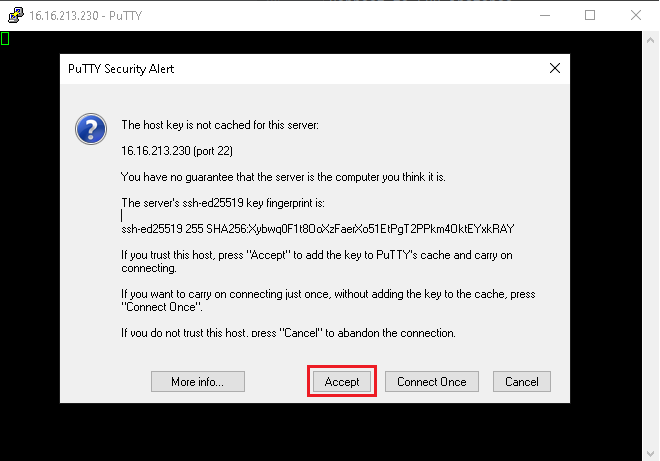 16.16.213.230 - PuTTY
PuTTY Security Alert
The host key is not cached for this server:
16.16.213.230 (port 22)
You have no guarantee that the server is the computer you think it is.
The server's ssh-ed25519 key fingerprint is:
ssh-ed25519 255 SHA256:Xybwq0F1t8OoXzFaerXo51EtPgT2PPkm4OktEYxkRAY
If you trust this host, press "Accept" to add the key to PuTTY's cache and carry on
connecting.
If you want to carry on connecting just once, without adding the key to the cache, press
"Connect Once".
If you do not trust this host, press "Cancel" to abandon the connection.
More info...
Accept
Connect Once
Cancel